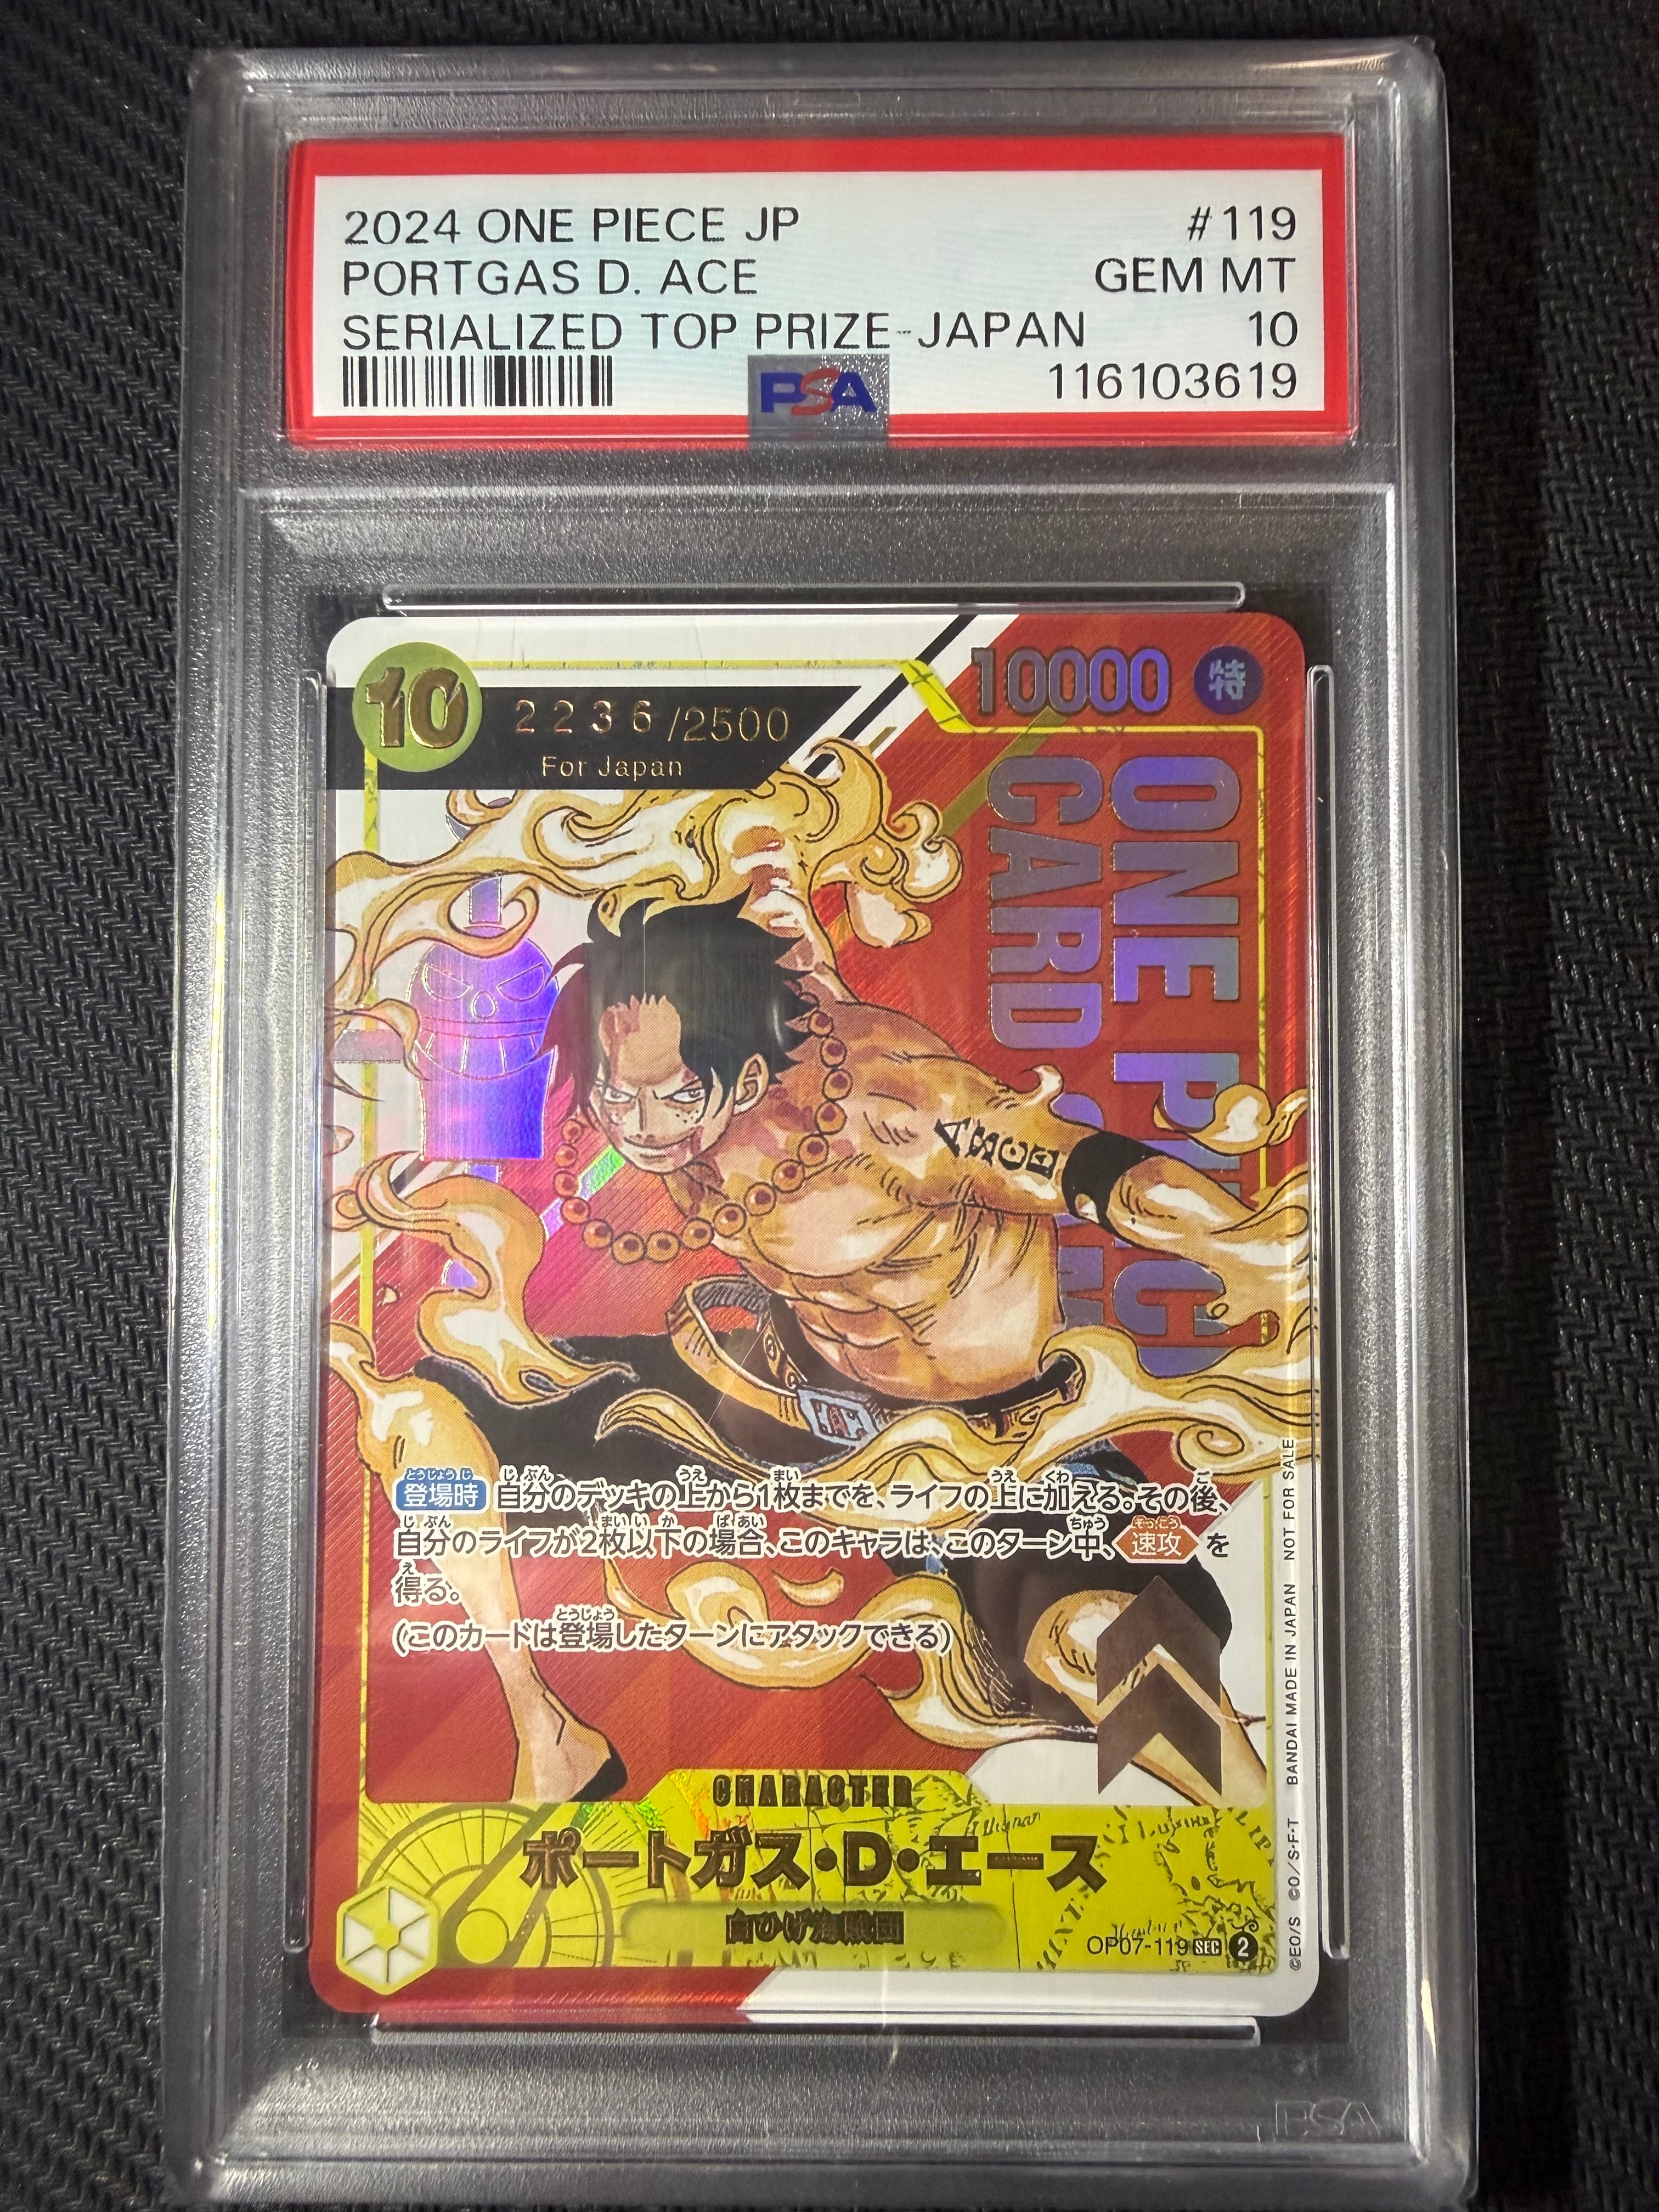 2024 ONE PIECE JP #119
PORTGAS D. ACE GEM MT
SERIALIZED TOP PRIZE-JAPAN 10
PSA 116103619
10 2236/2500 10000 特
For Japan
ONE PIECE
CARD
ASCE
登場時 自分のデッキの上から1枚までを、ライフの上に加える。その後、
自分のライフが2枚以下の場合、このキャラは、このターン中、速攻を
得る。
(このカードは登場したターンにアタックできる)
CHARACTER
ポートガス・D・エース
白ひげ海賊団
OP07-119 SEC 2
©EO/S ©O./S・F・T BANDAI MADE IN JAPAN NOT FOR SALE
PSA